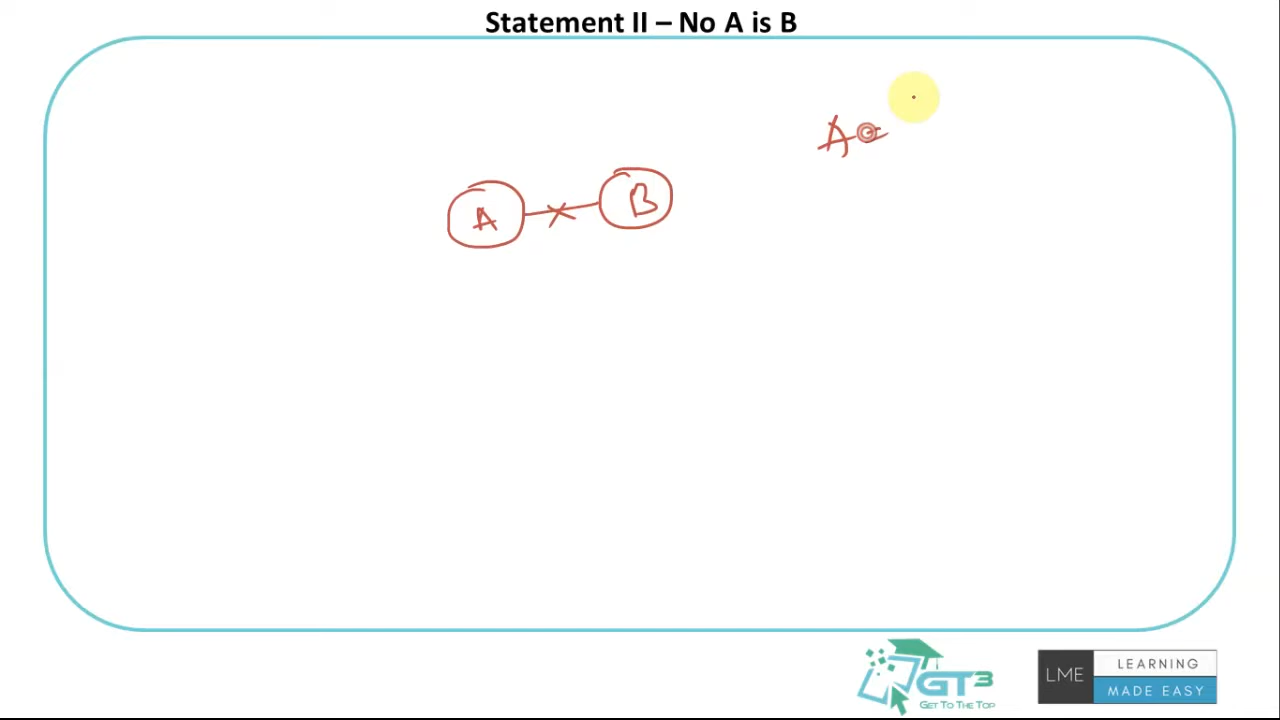 Statement II – No A is B
A
A
B
GT3
GET TO THE TOP
LME
LEARNING
MADE EASY